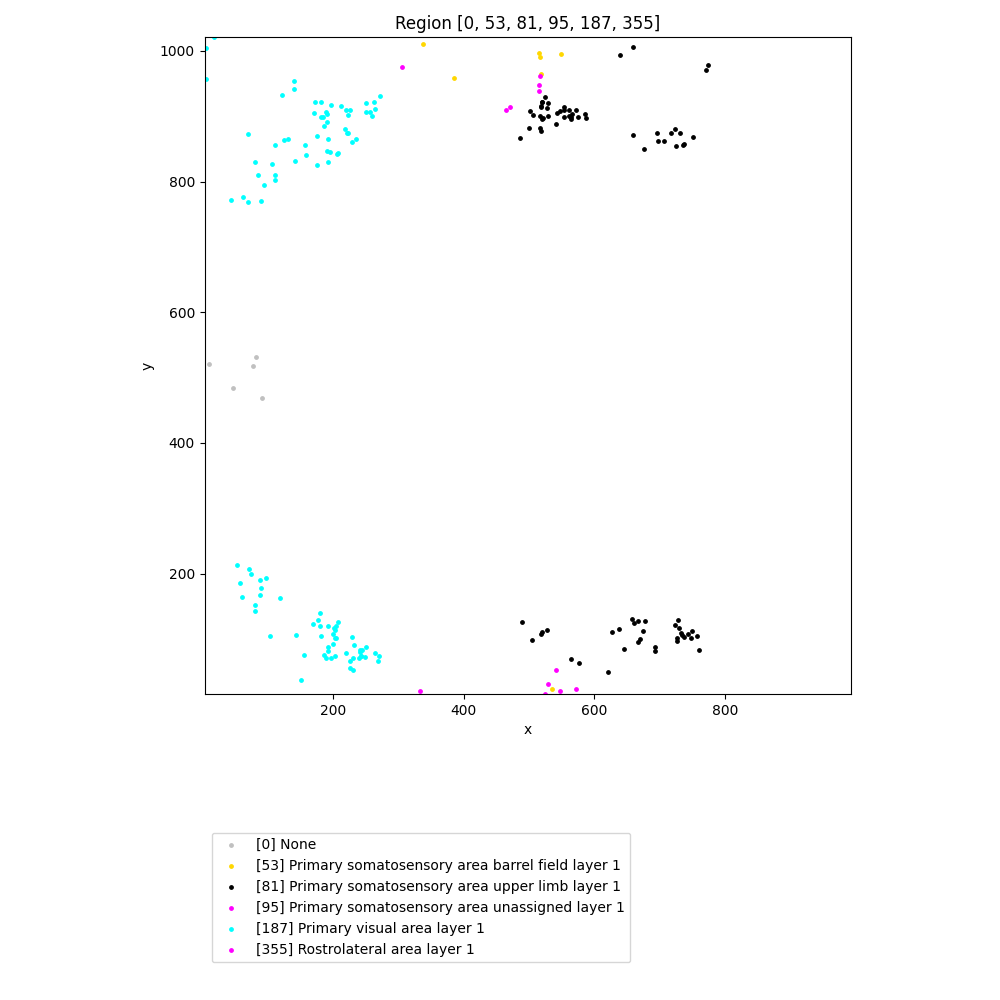 Region [0, 53, 81, 95, 187, 355]
1000
800
600
400
200
y
200 400 600 800
x
[0] None
[53] Primary somatosensory area barrel field layer 1
[81] Primary somatosensory area upper limb layer 1
[95] Primary somatosensory area unassigned layer 1
[187] Primary visual area layer 1
[355] Rostrolateral area layer 1